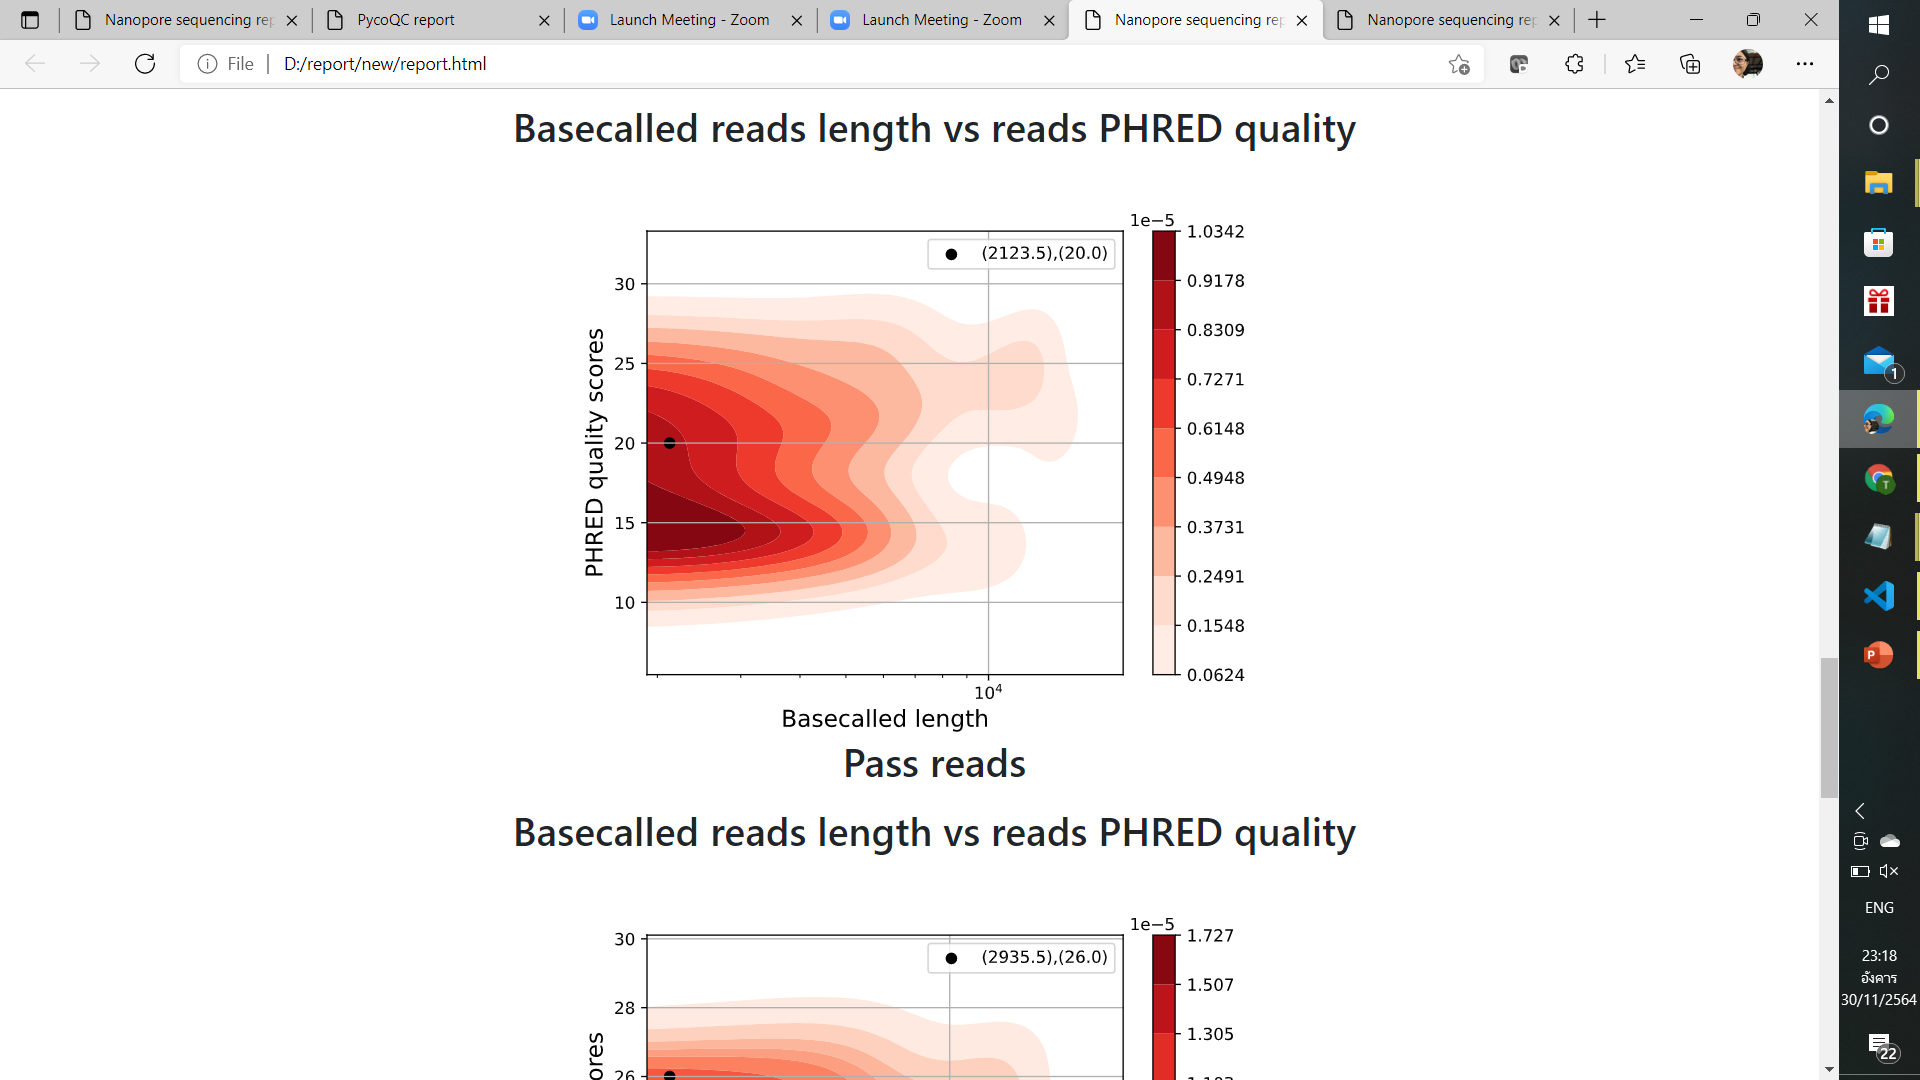 Nanopore sequencing rep
PycoQC report
Launch Meeting - Zoom
Launch Meeting - Zoom
Nanopore sequencing rep
Nanopore sequencing rep
File
D:/report/new/report.html
Basecalled reads length vs reads PHRED quality
1e−5
(2123.5),(20.0)
30
25
20
15
10
PHRED quality scores
10⁴
Basecalled length
1.0342
0.9178
0.8309
0.7271
0.6148
0.4948
0.3731
0.2491
0.1548
0.0624
Pass reads
Basecalled reads length vs reads PHRED quality
1e−5
(2935.5),(26.0)
30
28
26
ores
1.727
1.507
1.305
1
T
P
ENG
23:18
อังคาร
30/11/2564
22